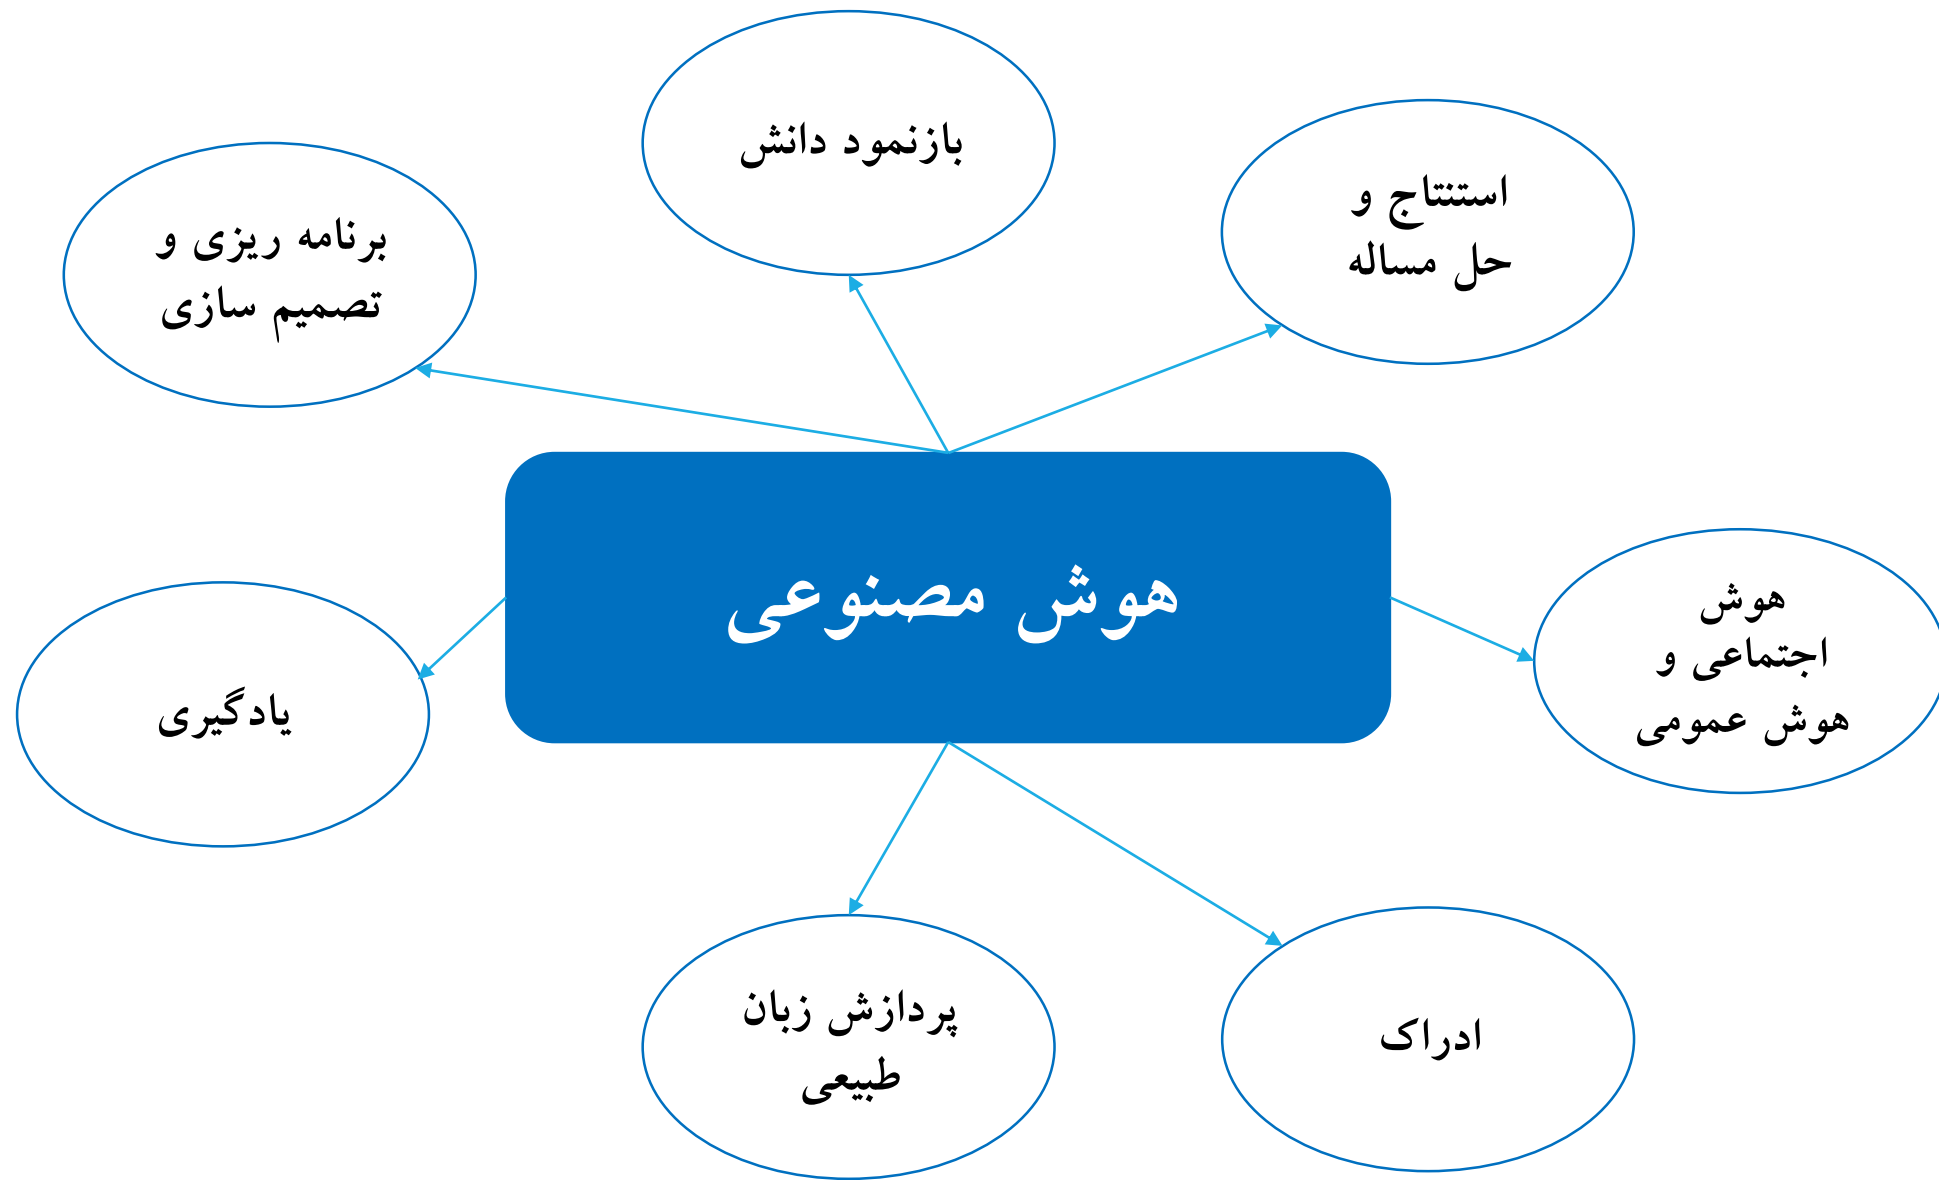 بازنمود دانش
استنتاج و
حل مساله
برنامه ریزی و
تصمیم سازی
هوش مصنوعی
هوش
اجتماعی و
هوش عمومی
یادگیری
پردازش زبان
طبیعی
ادراک